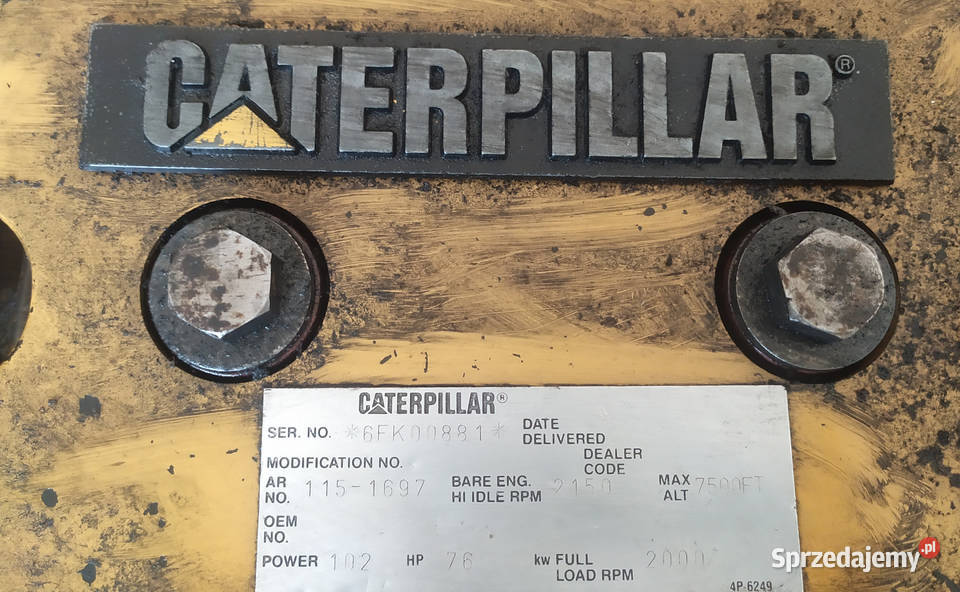 CATERPILLAR®
CATERPILLAR®
SER. NO. *6FK00881* DATE DELIVERED
DEALER CODE
MODIFICATION NO.
AR NO. 115-1697 BARE ENG. HI IDLE RPM 2150 MAX ALT 7500FT
OEM NO.
POWER 102 HP 76 kw FULL LOAD RPM 2000
4P-6249
Sprzedajemy.pl